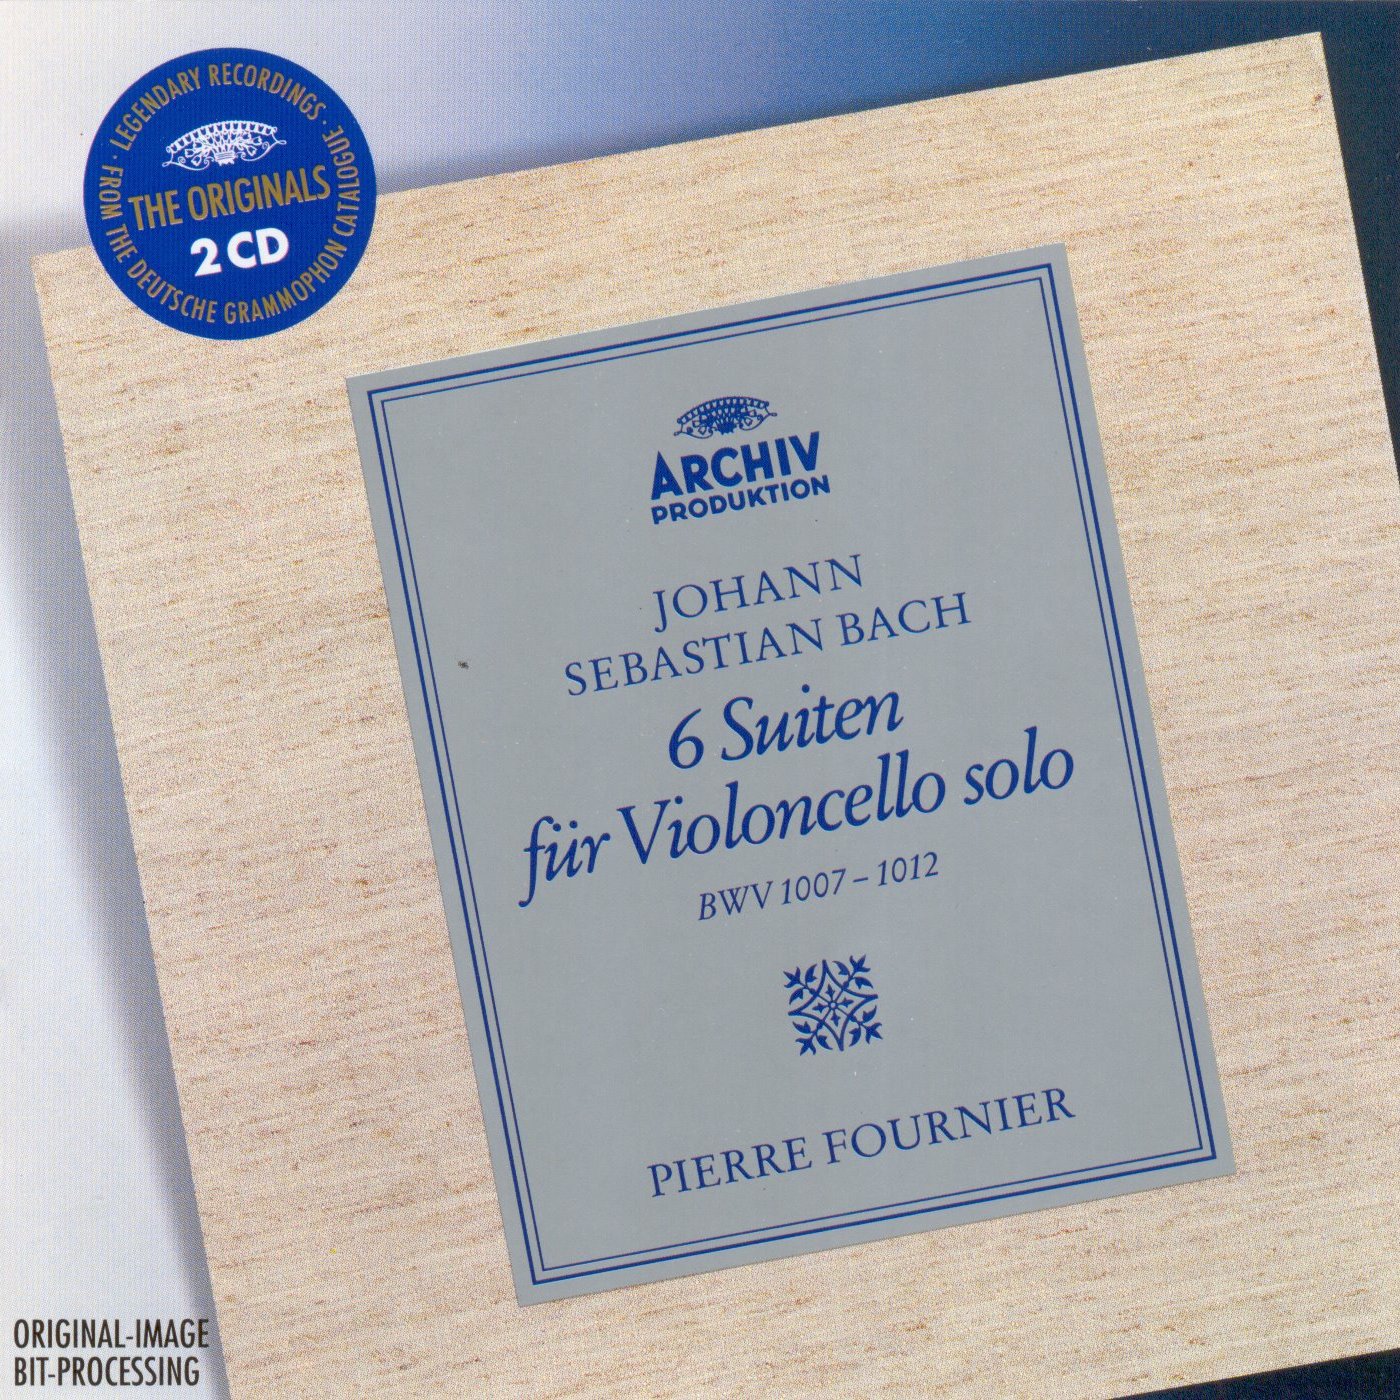 LEGENDARY RECORDINGS · FROM THE DEUTSCHE GRAMMOPHON CATALOGUE ·
THE ORIGINALS
2 CD
ARCHIV
PRODUKTION
JOHANN
SEBASTIAN BACH
6 Suiten
für Violoncello solo
BWV 1007 – 1012
PIERRE FOURNIER
ORIGINAL-IMAGE
BIT-PROCESSING